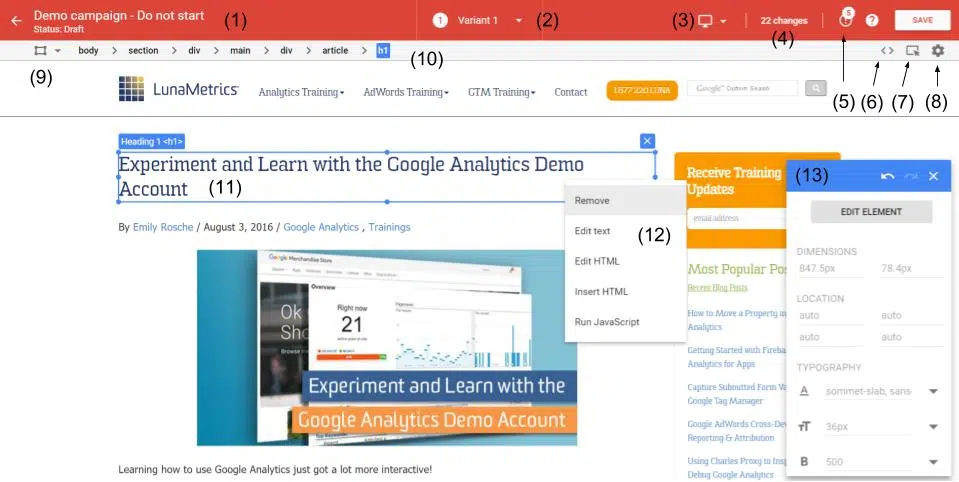 Demo campaign - Do not start
Status: Draft
(1)
1 Variant 1
(2)
(3)
22 changes
(4)
5
?
SAVE
(5)
(6)
(7)
(8)
(9)
body > section > div > main > div > article > h1
(10)
LunaMetrics
Analytics Training
AdWords Training
GTM Training
Contact
1.877.220.LUNA
Google™ Custom Search
Heading 1 <h1>
Experiment and Learn with the Google Analytics Demo
Account
(11)
By Emily Rosche / August 3, 2016 / Google Analytics , Trainings
Google Merchandise Store
Overview
Right now
21
Ok
Shop
Experiment and Learn with the
Google Analytics Demo Account
Learning how to use Google Analytics just got a lot more interactive!
Remove
Edit text
(12)
Edit HTML
Insert HTML
Run JavaScript
Receive Training
Updates
email address
Most Popular Pos
Recent Blog Posts
How to Move a Property in
Analytics
Getting Started with Fireba
Analytics for Apps
Capture Submitted Form Va
Google Tag Manager
Google AdWords Cross-Dev
Reporting & Attribution
Using Charles Proxy to Insp
Debug Google Analytics
(13)
EDIT ELEMENT
DIMENSIONS
847.5px 78.4px
LOCATION
auto auto
auto auto
TYPOGRAPHY
A sommet-slab, sans-
TT 36px
B 500